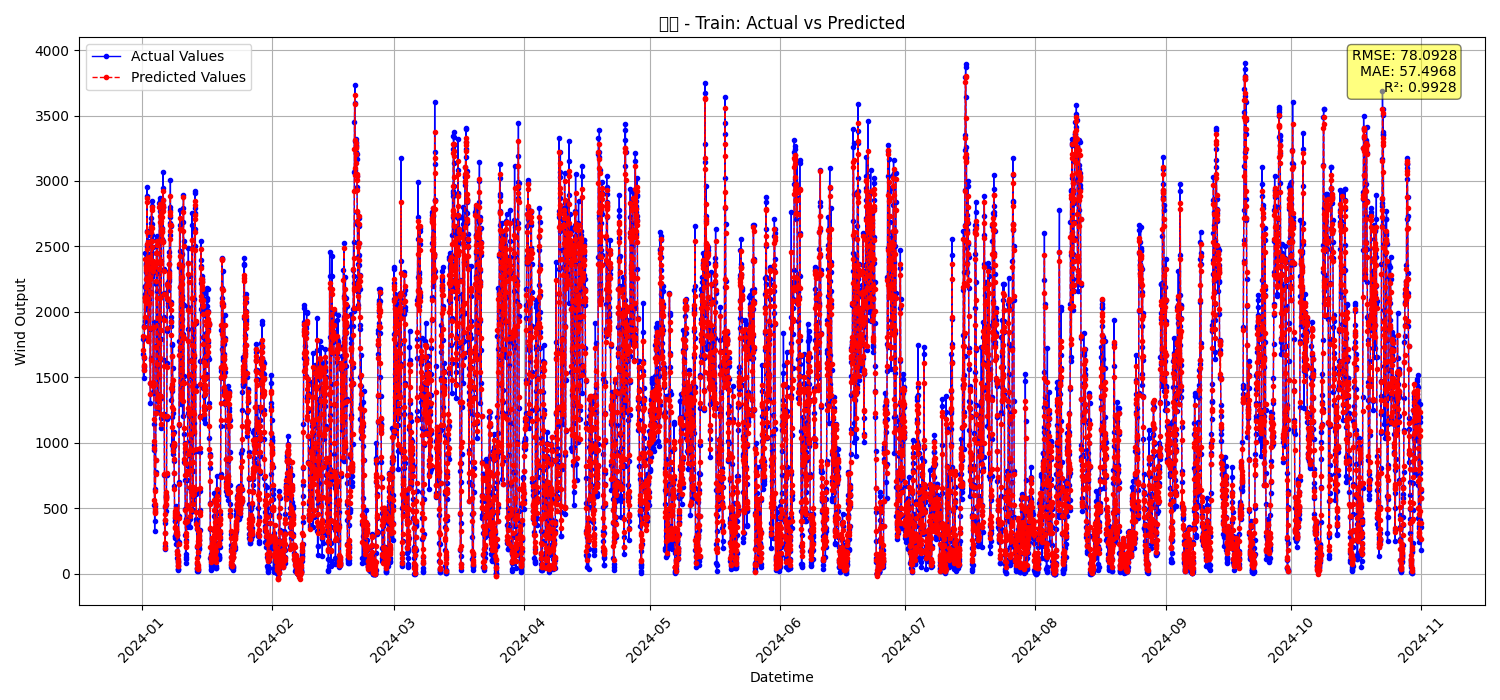 - Train: Actual vs Predicted
Actual Values
Predicted Values
RMSE: 78.0928
MAE: 57.4968
R²: 0.9928
Wind Output
4000
3500
3000
2500
2000
1500
1000
500
0
2024-01
2024-02
2024-03
2024-04
2024-05
2024-06
2024-07
2024-08
2024-09
2024-10
2024-11
Datetime